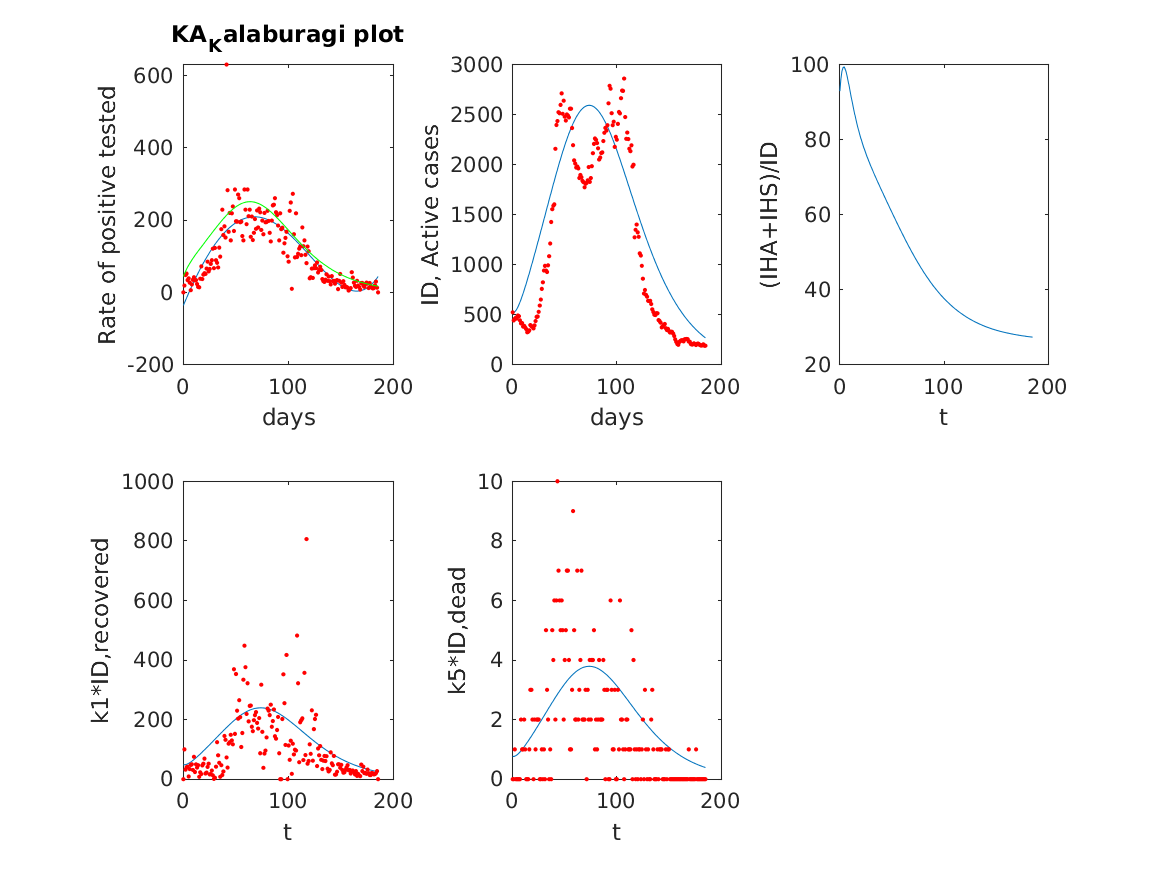 KA_Kalaburagi plot
Rate of positive tested
600
400
200
0
-200
0 100 200
days
ID, Active cases
3000
2500
2000
1500
1000
500
0
0 100 200
days
(IHA+IHS)/ID
100
80
60
40
20
0 100 200
t
k1*ID,recovered
1000
800
600
400
200
0
0 100 200
t
k5*ID,dead
10
8
6
4
2
0
0 100 200
t